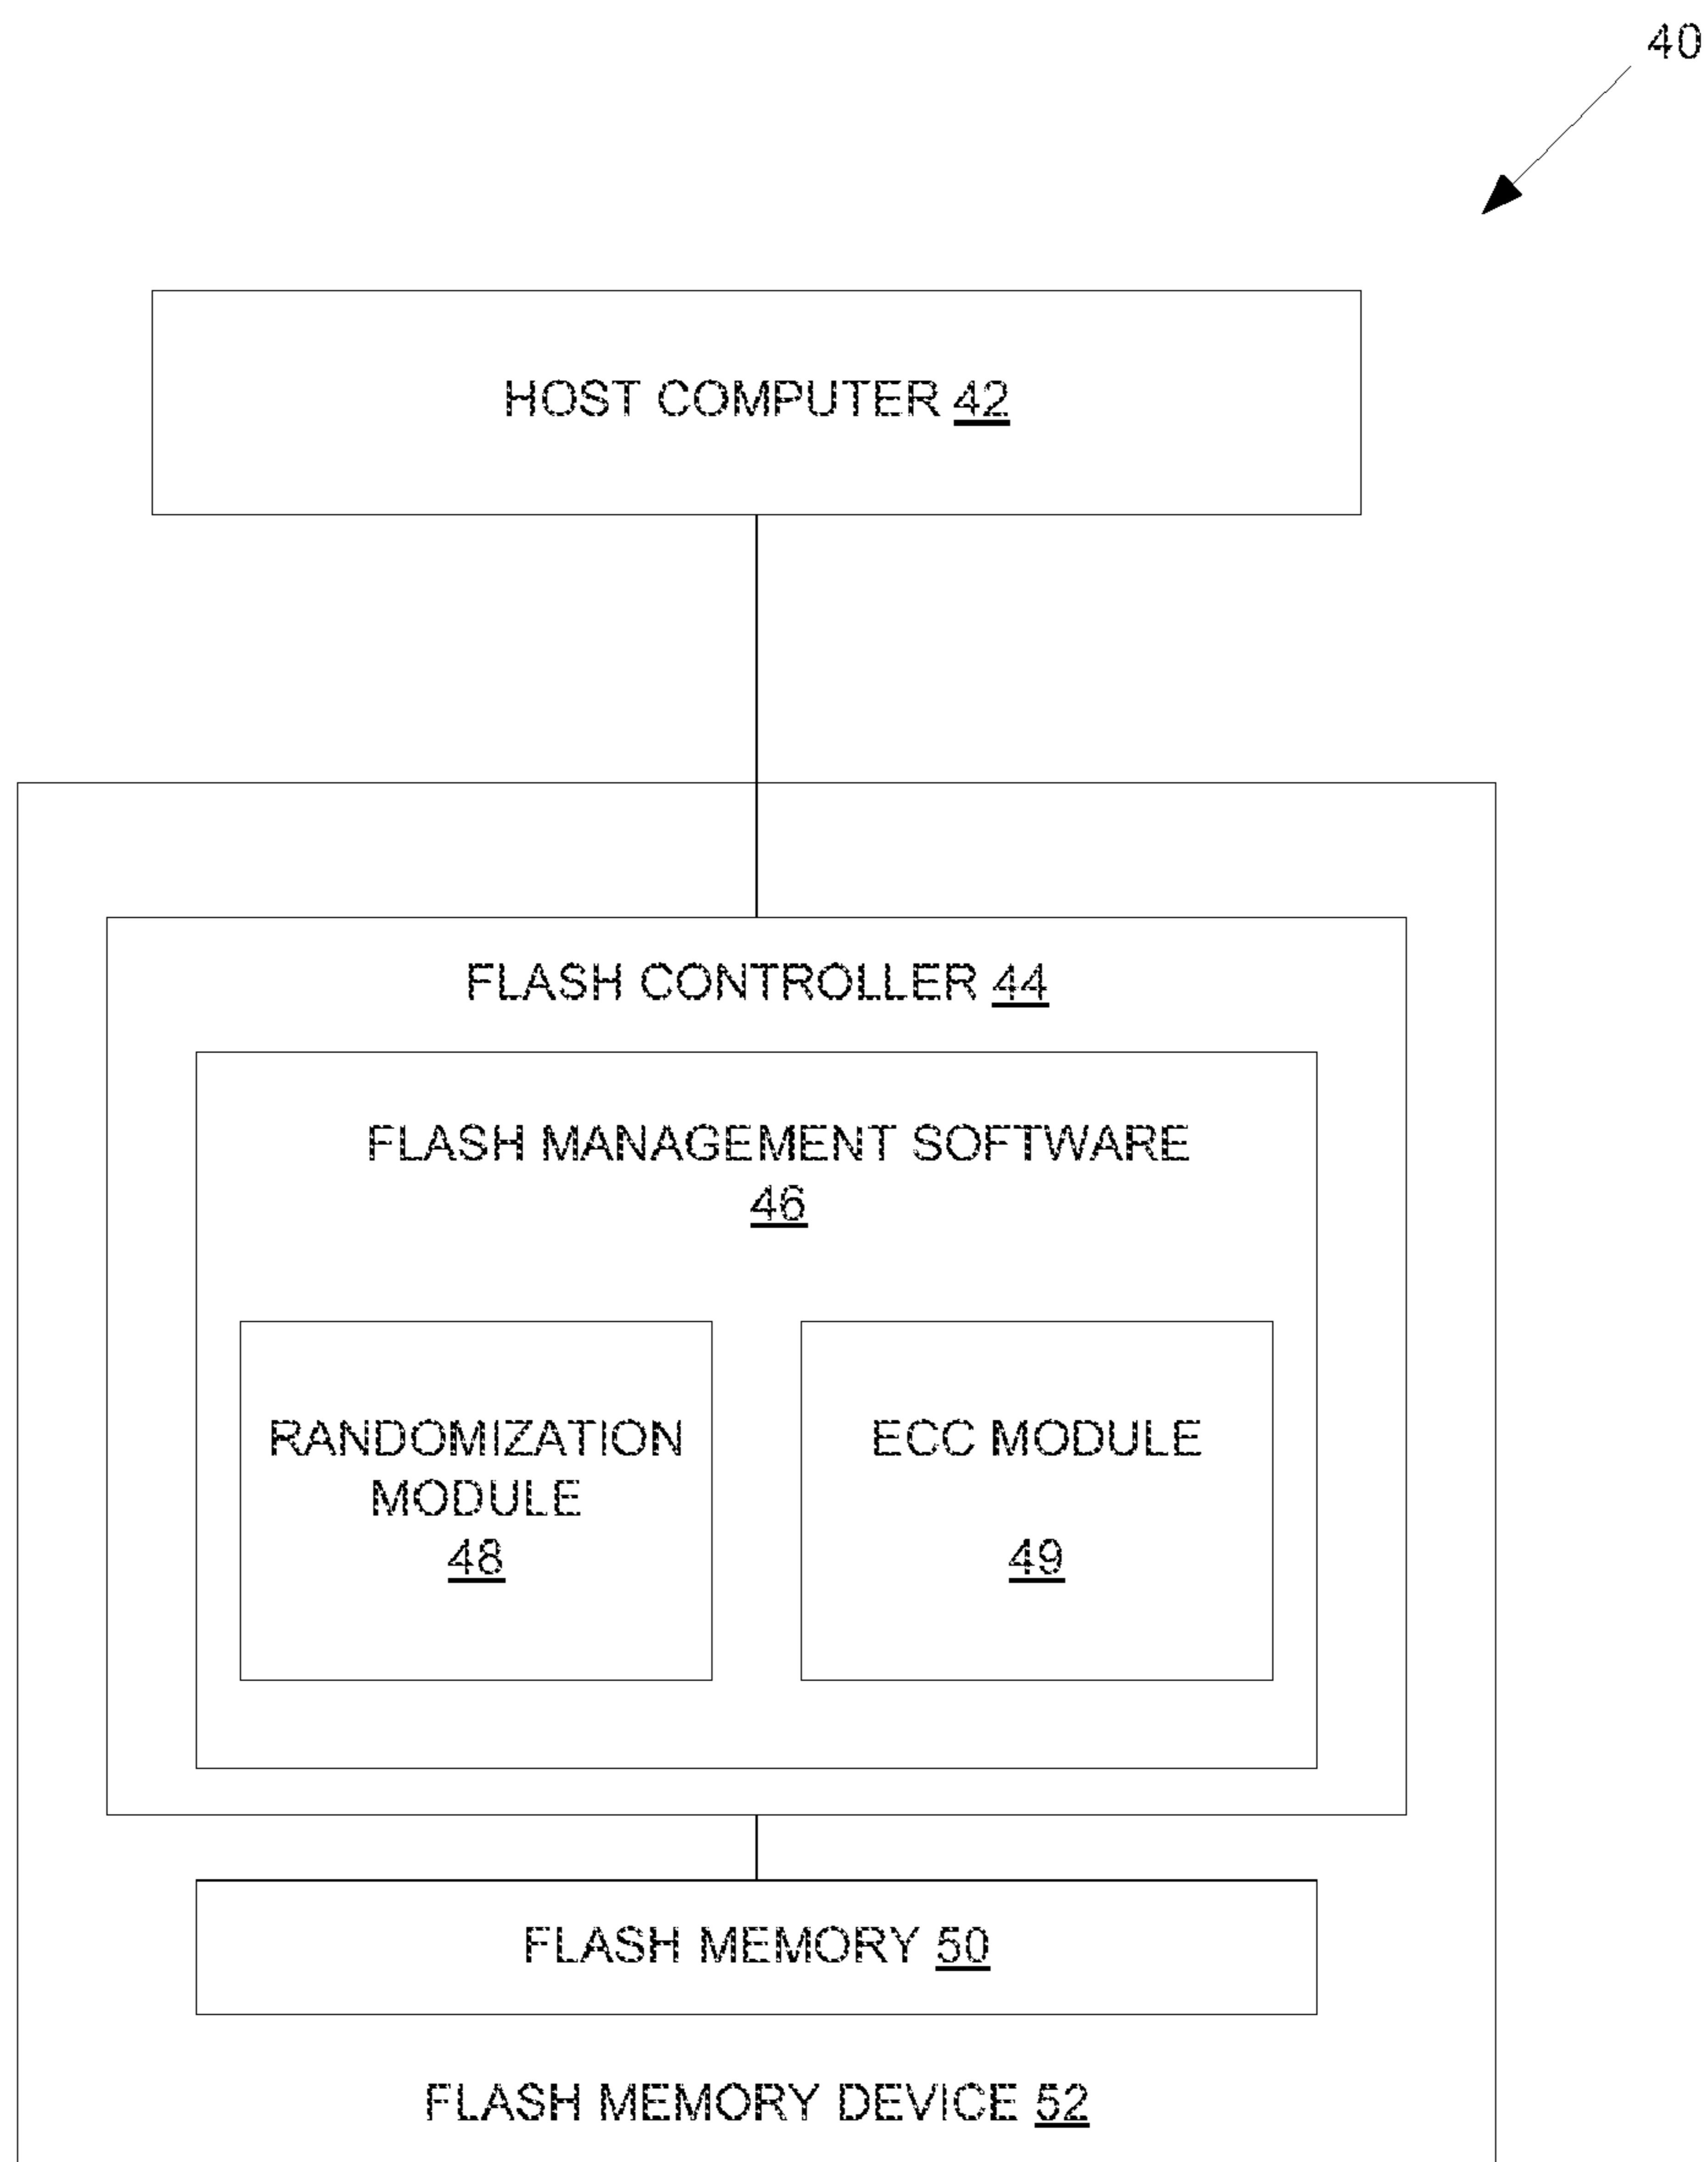 40
HOST COMPUTER 42
FLASH CONTROLLER 44
FLASH MANAGEMENT SOFTWARE
46
RANDOMIZATION
MODULE
48
ECC MODULE
49
FLASH MEMORY 50
FLASH MEMORY DEVICE 52